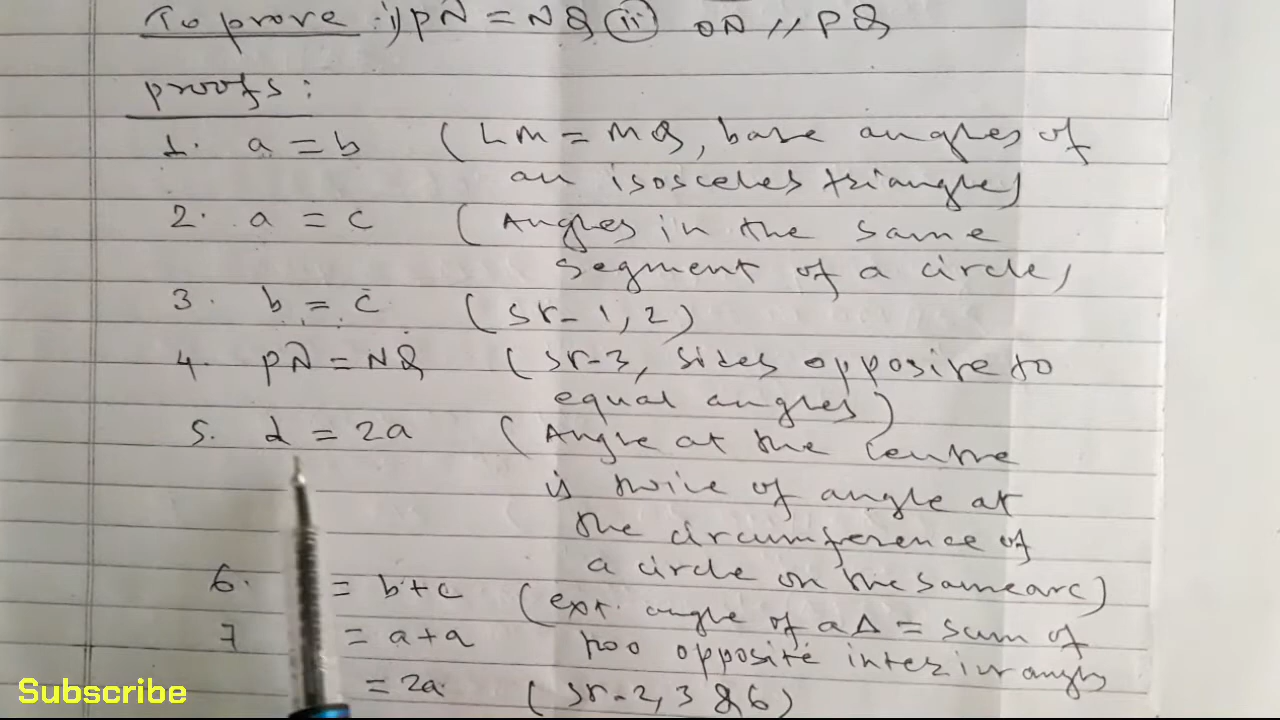 To prove :i) PN = NQ (ii) ON // PQ
proofs:
1. a = b (LM = MQ, base angles of
an isosceles triangle)
2. a = c (Angles in the same
segment of a circle)
3. b = c (Sr-1,2)
4. PN = NQ (Sr-3, sides opposite to
equal angles)
5. d = 2a (Angle at the centre
is twice of angle at
the circumference of
a circle on the same arc)
6. = b+c (ext. angle of a Δ = sum of
7 = a+a two opposite interior angles
= 2a (Sr-2,3 & 6)
Subscribe